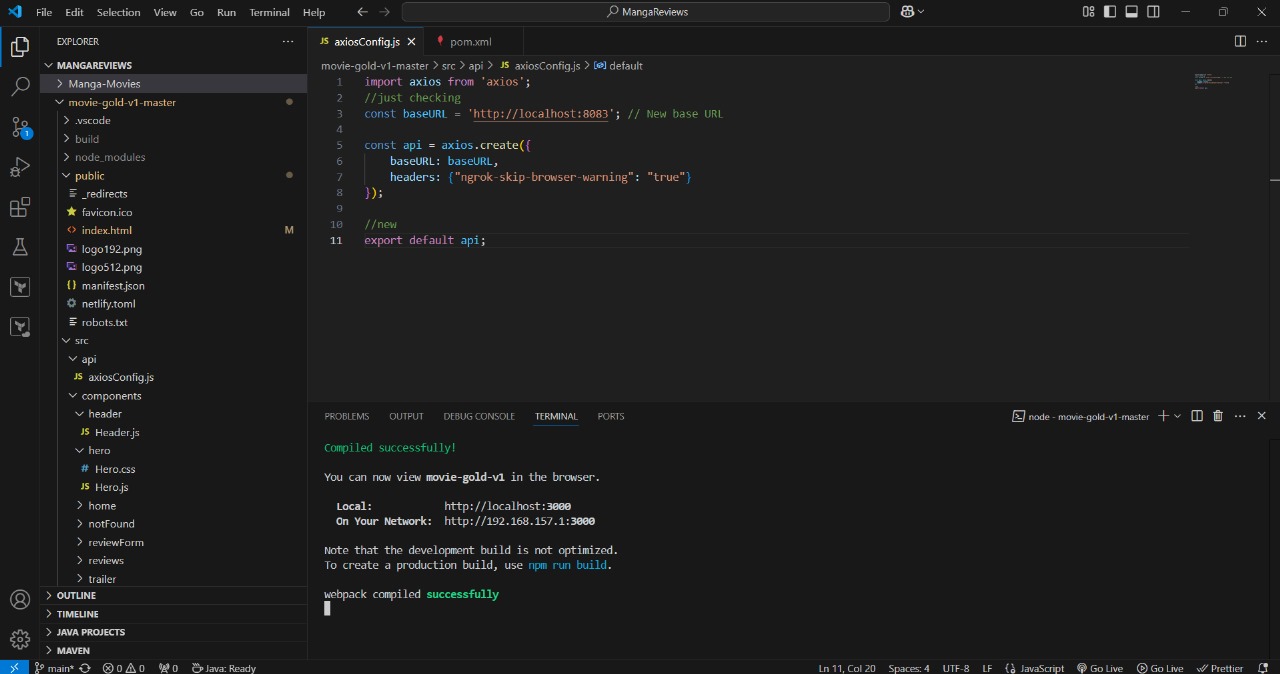 File Edit Selection View Go Run Terminal Help
MangaReviews
EXPLORER
MANGAREVIEWS
Manga-Movies
movie-gold-v1-master
.vscode
build
node_modules
public
_redirects
favicon.ico
index.html M
logo192.png
logo512.png
manifest.json
netlify.toml
robots.txt
src
api
JS axiosConfig.js
components
header
JS Header.js
hero
# Hero.css
JS Hero.js
home
notFound
reviewForm
reviews
trailer
OUTLINE
TIMELINE
JAVA PROJECTS
MAVEN
1
JS axiosConfig.js
pom.xml
movie-gold-v1-master > src > api > JS axiosConfig.js > default
1 import axios from 'axios';
2 //just checking
3 const baseURL = 'http://localhost:8083'; // New base URL
4
5 const api = axios.create({
6 baseURL: baseURL,
7 headers: {"ngrok-skip-browser-warning": "true"}
8 });
9
10 //new
11 export default api;
PROBLEMS OUTPUT DEBUG CONSOLE TERMINAL PORTS
node - movie-gold-v1-master
Compiled successfully!
You can now view movie-gold-v1 in the browser.
Local: http://localhost:3000
On Your Network: http://192.168.157.1:3000
Note that the development build is not optimized.
To create a production build, use npm run build.
webpack compiled successfully
main* 0 0 0 Java: Ready
Ln 11, Col 20 Spaces: 4 UTF-8 LF {} JavaScript Go Live Go Live Prettier